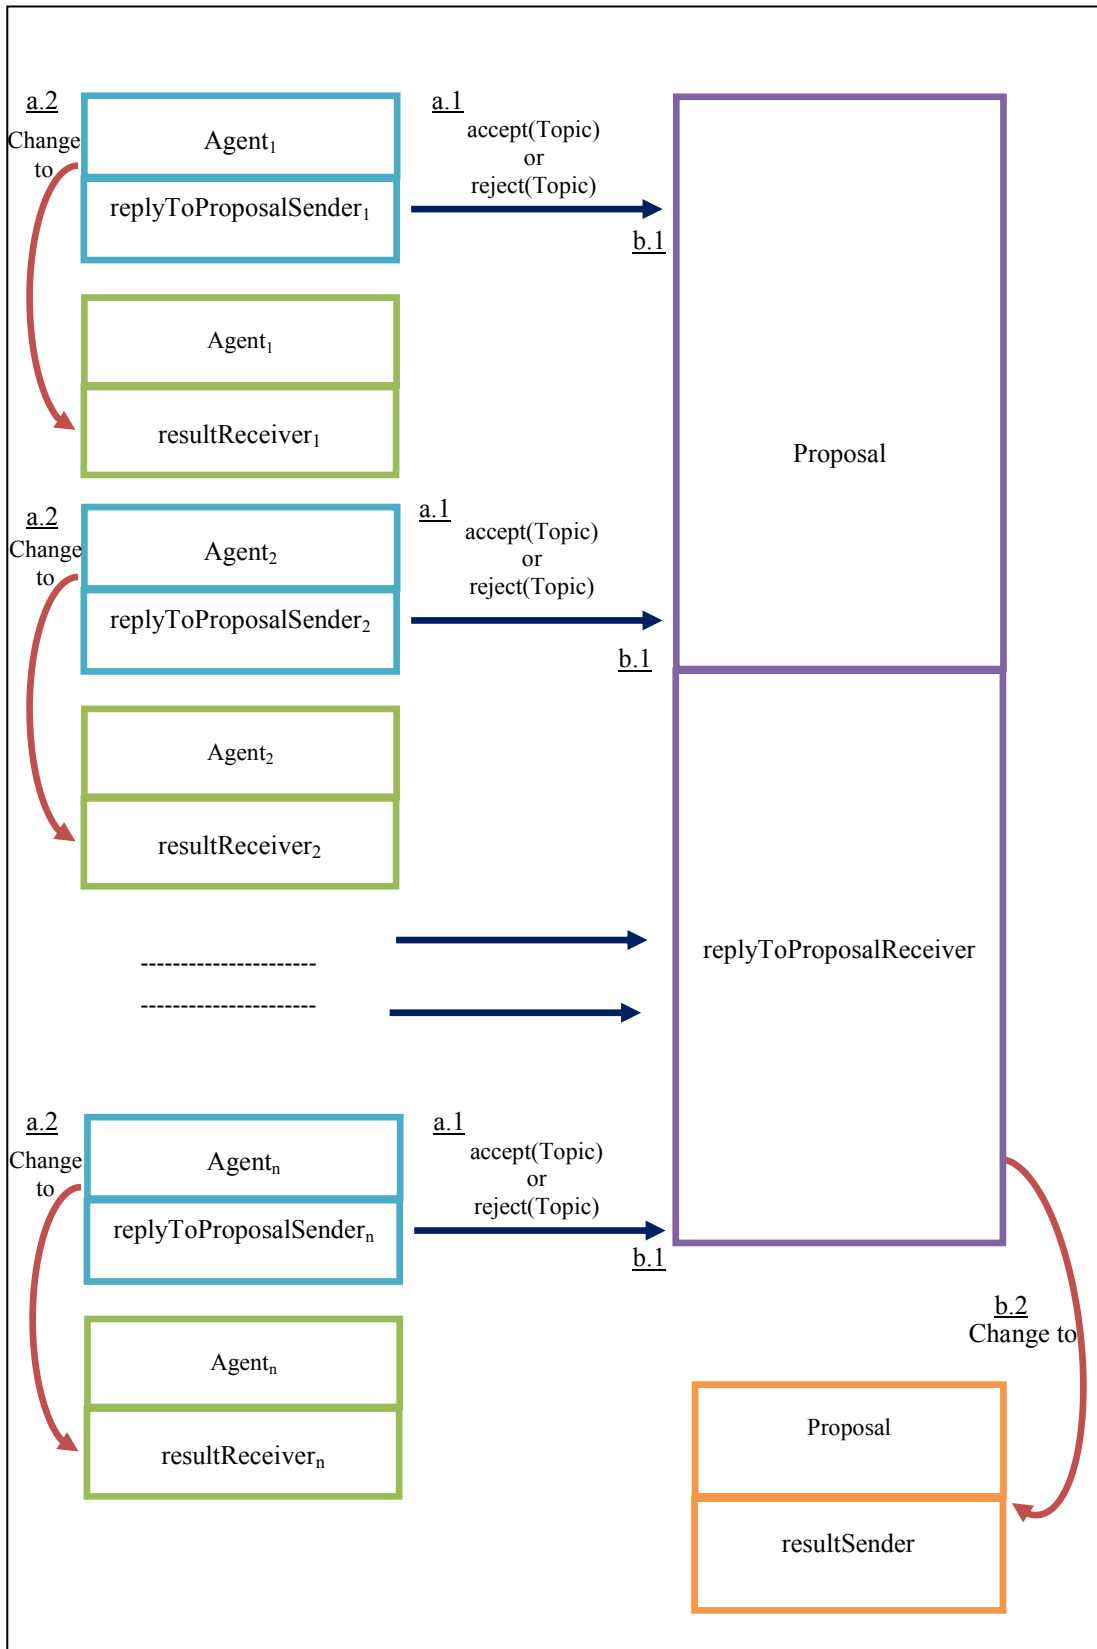 a.2
Change
to
Agent1
replyToProposalSender1
a.1
accept(Topic)
or
reject(Topic)
b.1
Agent1
resultReceiver1
Proposal
a.2
Change
to
Agent2
replyToProposalSender2
a.1
accept(Topic)
or
reject(Topic)
b.1
Agent2
resultReceiver2
replyToProposalReceiver
----------------------
----------------------
a.2
Change
to
Agentn
replyToProposalSendern
a.1
accept(Topic)
or
reject(Topic)
b.1
Agentn
resultReceivern
b.2
Change to
Proposal
resultSender